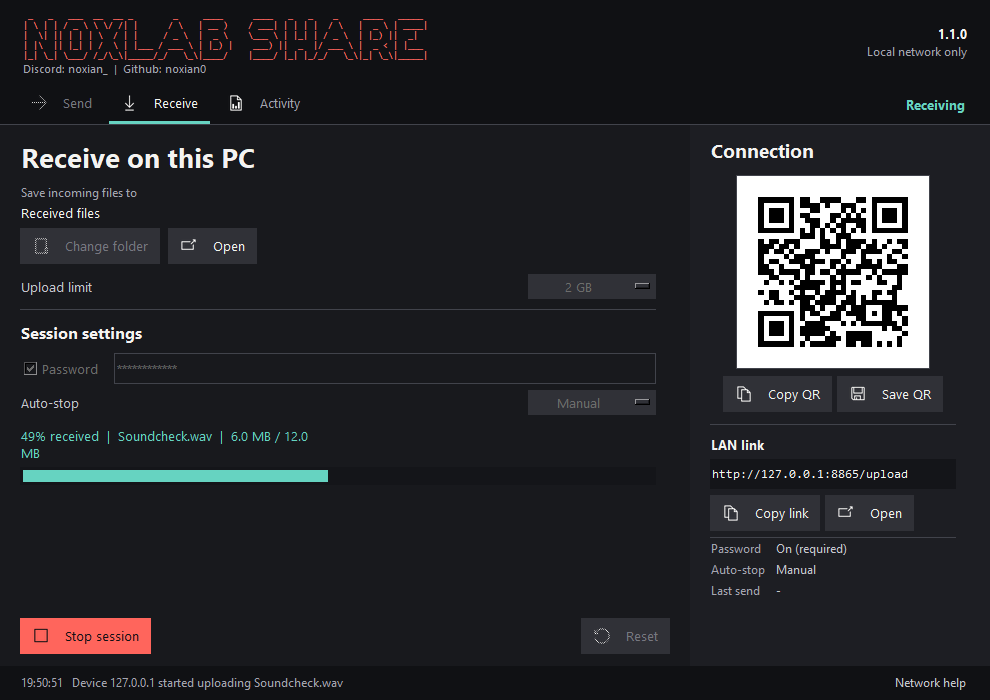 NOXLAB SHARE
1.1.0
Discord: noxian_ | Github: noxian0
Local network only
Send
Receive
Activity
Receiving
Receive on this PC
Save incoming files to
Received files
Change folder
Open
Upload limit
2 GB
Session settings
Password
************
Auto-stop
Manual
49% received | Soundcheck.wav | 6.0 MB / 12.0
MB
Stop session
Reset
Connection
Copy QR
Save QR
LAN link
http://127.0.0.1:8865/upload
Copy link
Open
Password On (required)
Auto-stop Manual
Last send -
19:50:51 Device 127.0.0.1 started uploading Soundcheck.wav
Network help